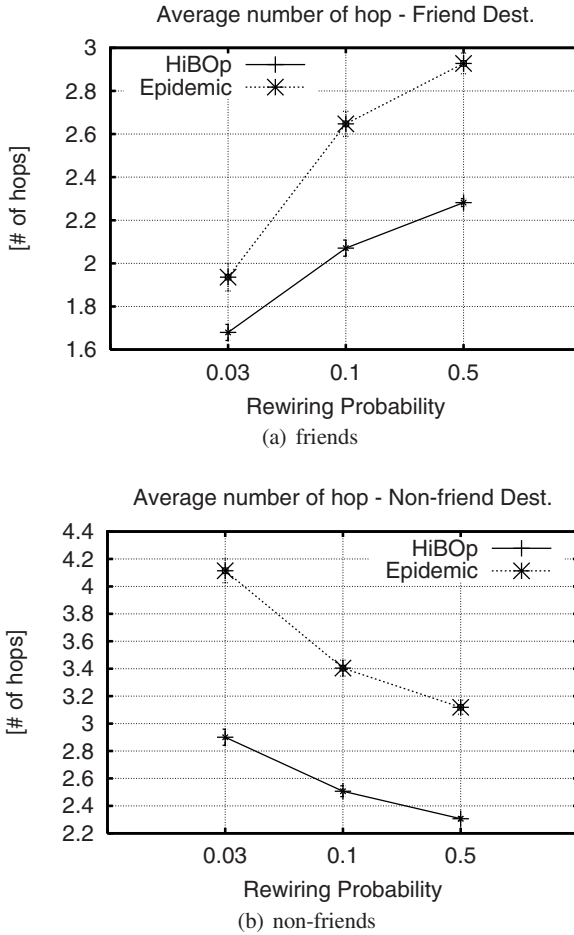 Average number of hop - Friend Dest.
HiBOp
Epidemic
[# of hops]
3
2.8
2.6
2.4
2.2
2
1.8
1.6
0.03 0.1 0.5
Rewiring Probability
(a) friends
Average number of hop - Non-friend Dest.
HiBOp
Epidemic
[# of hops]
4.4
4.2
4
3.8
3.6
3.4
3.2
3
2.8
2.6
2.4
2.2
0.03 0.1 0.5
Rewiring Probability
(b) non-friends